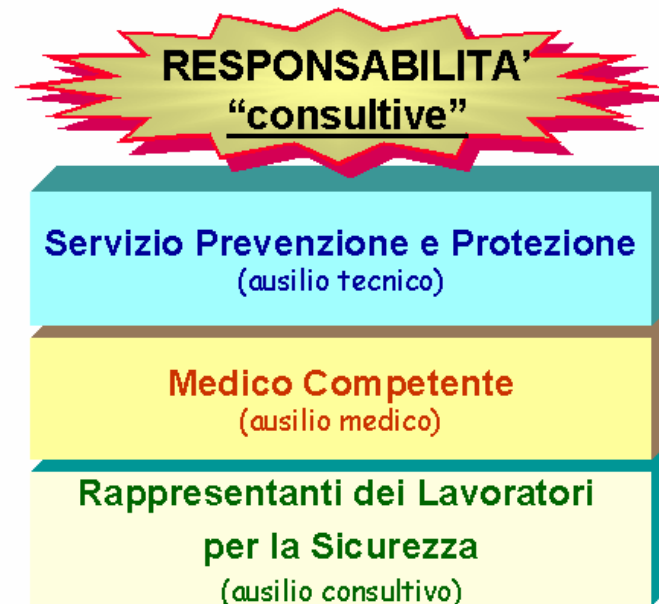 RESPONSABILITA'
“consultive”
Servizio Prevenzione e Protezione
(ausilio tecnico)
Medico Competente
(ausilio medico)
Rappresentanti dei Lavoratori
per la Sicurezza
(ausilio consultivo)